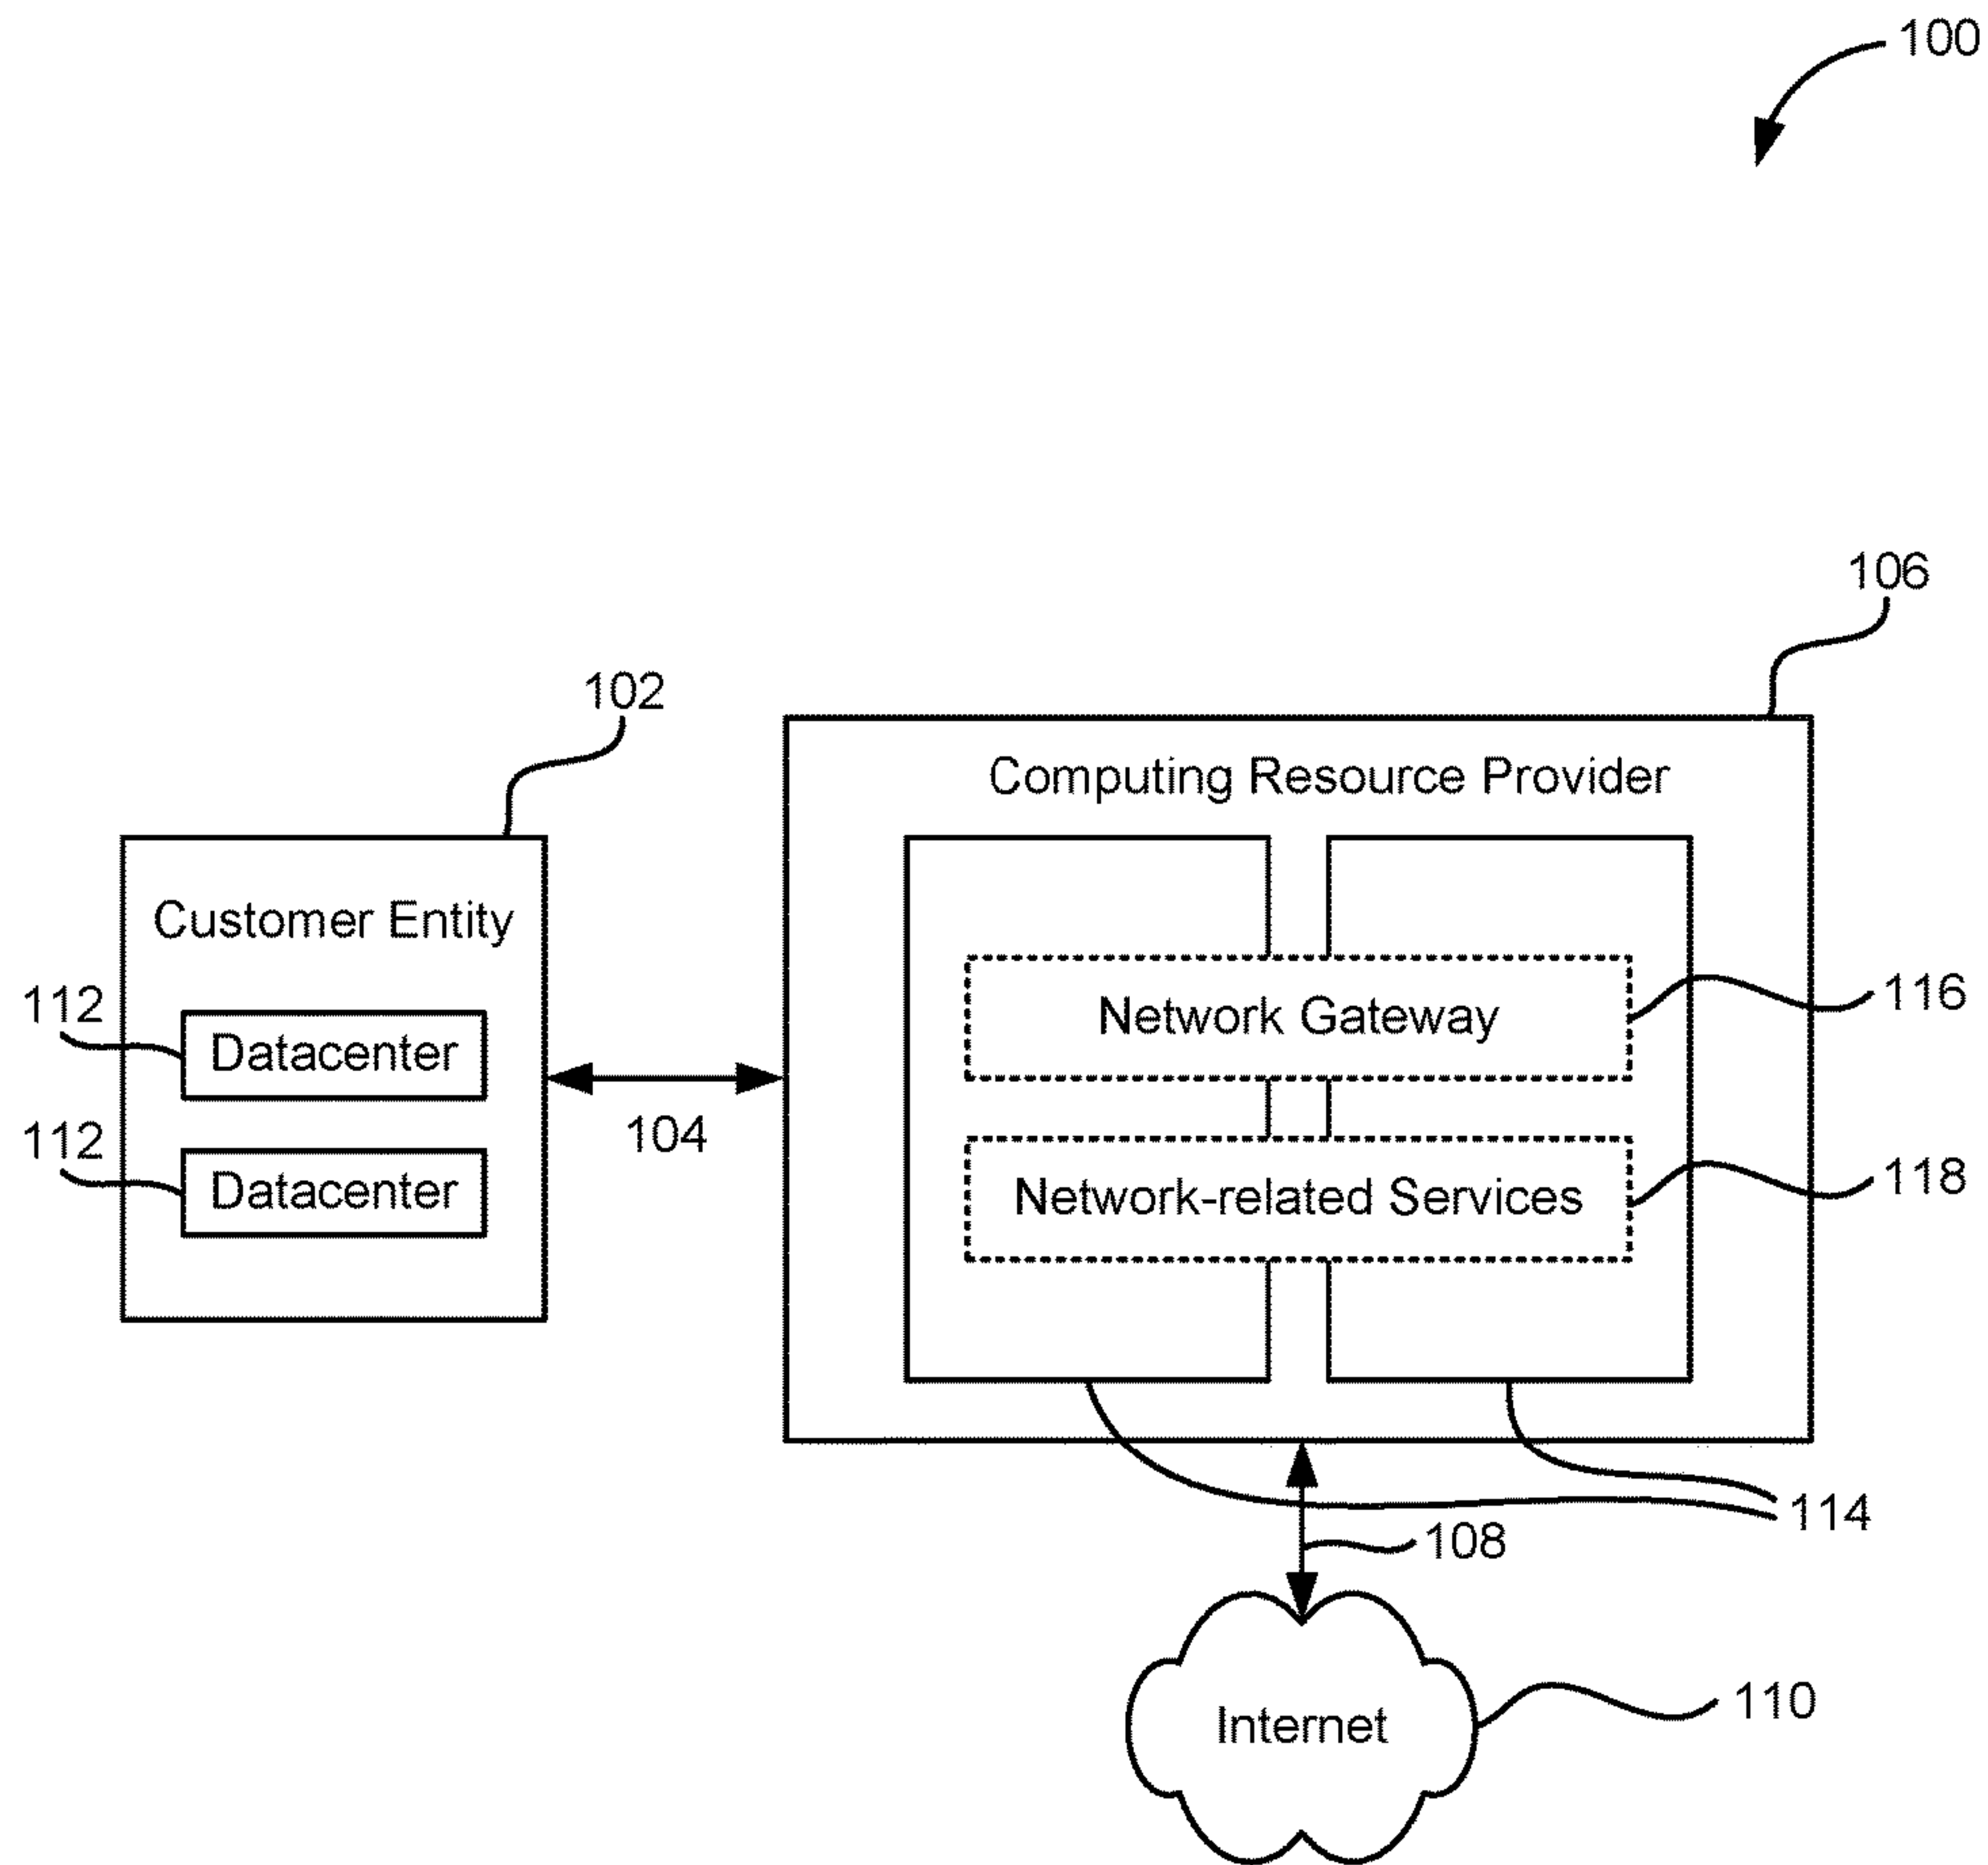 100
106
102
Computing Resource Provider
Customer Entity
112
Datacenter
Network Gateway
116
104
112
Datacenter
Network-related Services
118
114
108
Internet
110